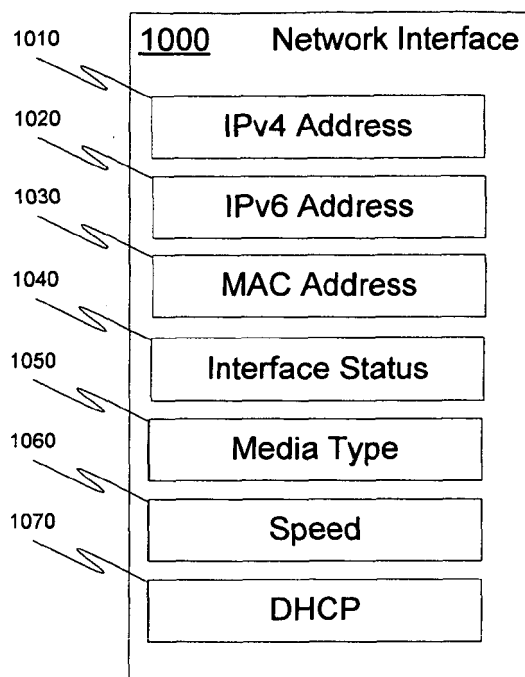 1000 Network Interface
1010
IPv4 Address
1020
IPv6 Address
1030
MAC Address
1040
Interface Status
1050
Media Type
1060
Speed
1070
DHCP